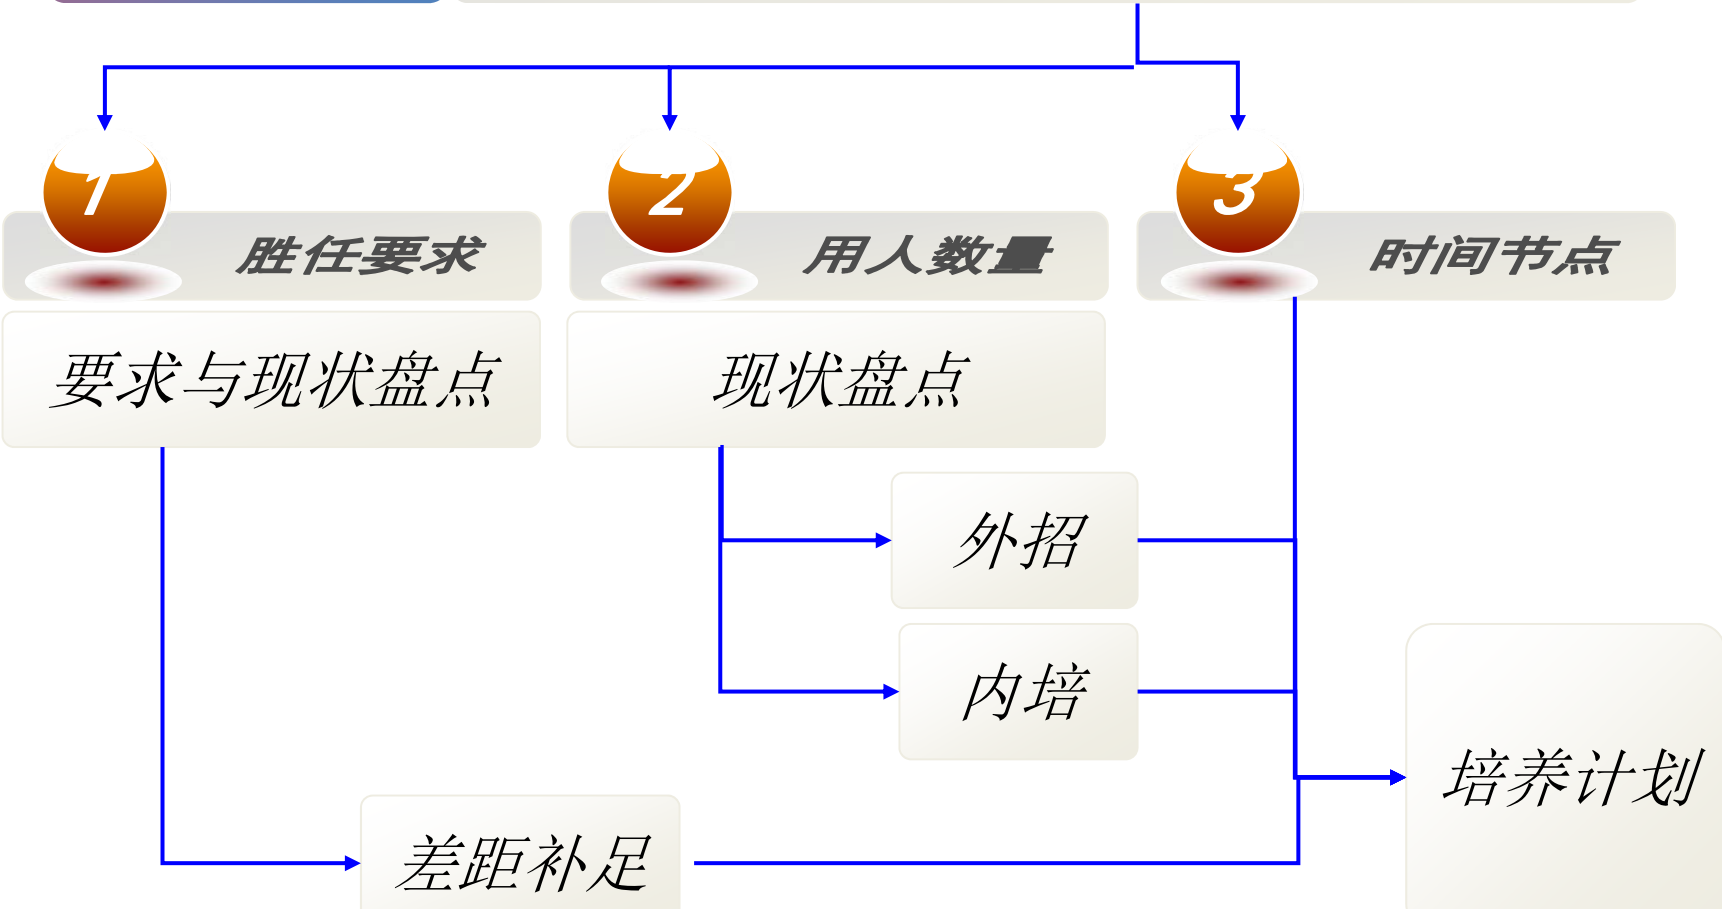 1
2
3
胜任要求
用人数量
时间节点
要求与现状盘点
现状盘点
外招
内培
培养计划
差距补足